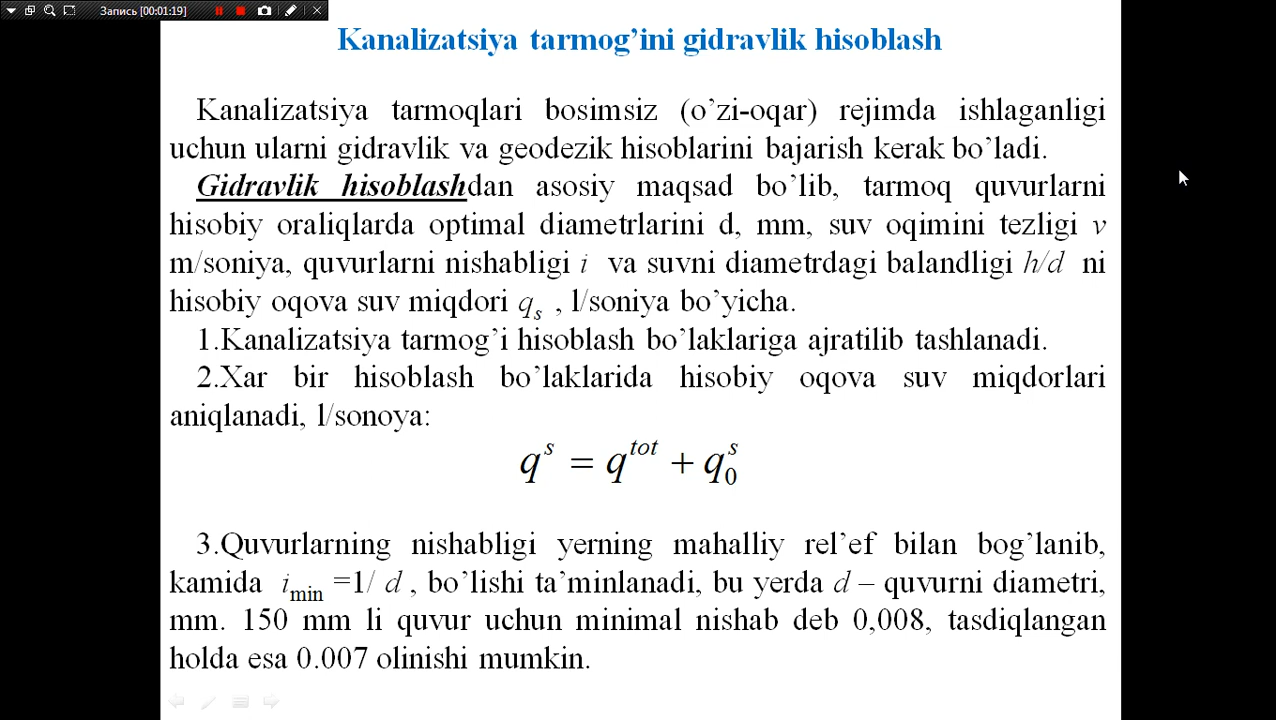 Запись [00:01:19]
Kanalizatsiya tarmog’ini gidravlik hisoblash
Kanalizatsiya tarmoqlari bosimsiz (o’zi-oqar) rejimda ishlaganligi
uchun ularni gidravlik va geodezik hisoblarini bajarish kerak bo’ladi.
Gidravlik hisoblashdan asosiy maqsad bo’lib, tarmoq quvurlarni
hisobiy oraliqlarda optimal diametrlarini d, mm, suv oqimini tezligi v
m/soniya, quvurlarni nishabligi i va suvni diametrdagi balandligi h/d ni
hisobiy oqova suv miqdori q_s , l/soniya bo’yicha.
1.Kanalizatsiya tarmog’i hisoblash bo’laklariga ajratilib tashlanadi.
2.Xar bir hisoblash bo’laklarida hisobiy oqova suv miqdorlari
aniqlanadi, l/sonoya:
q^s = q^tot + q_0^s
3.Quvurlarning nishabligi yerning mahalliy rel’ef bilan bog’lanib,
kamida i_min =1/ d , bo’lishi ta’minlanadi, bu yerda d – quvurni diametri,
mm. 150 mm li quvur uchun minimal nishab deb 0,008, tasdiqlangan
holda esa 0.007 olinishi mumkin.